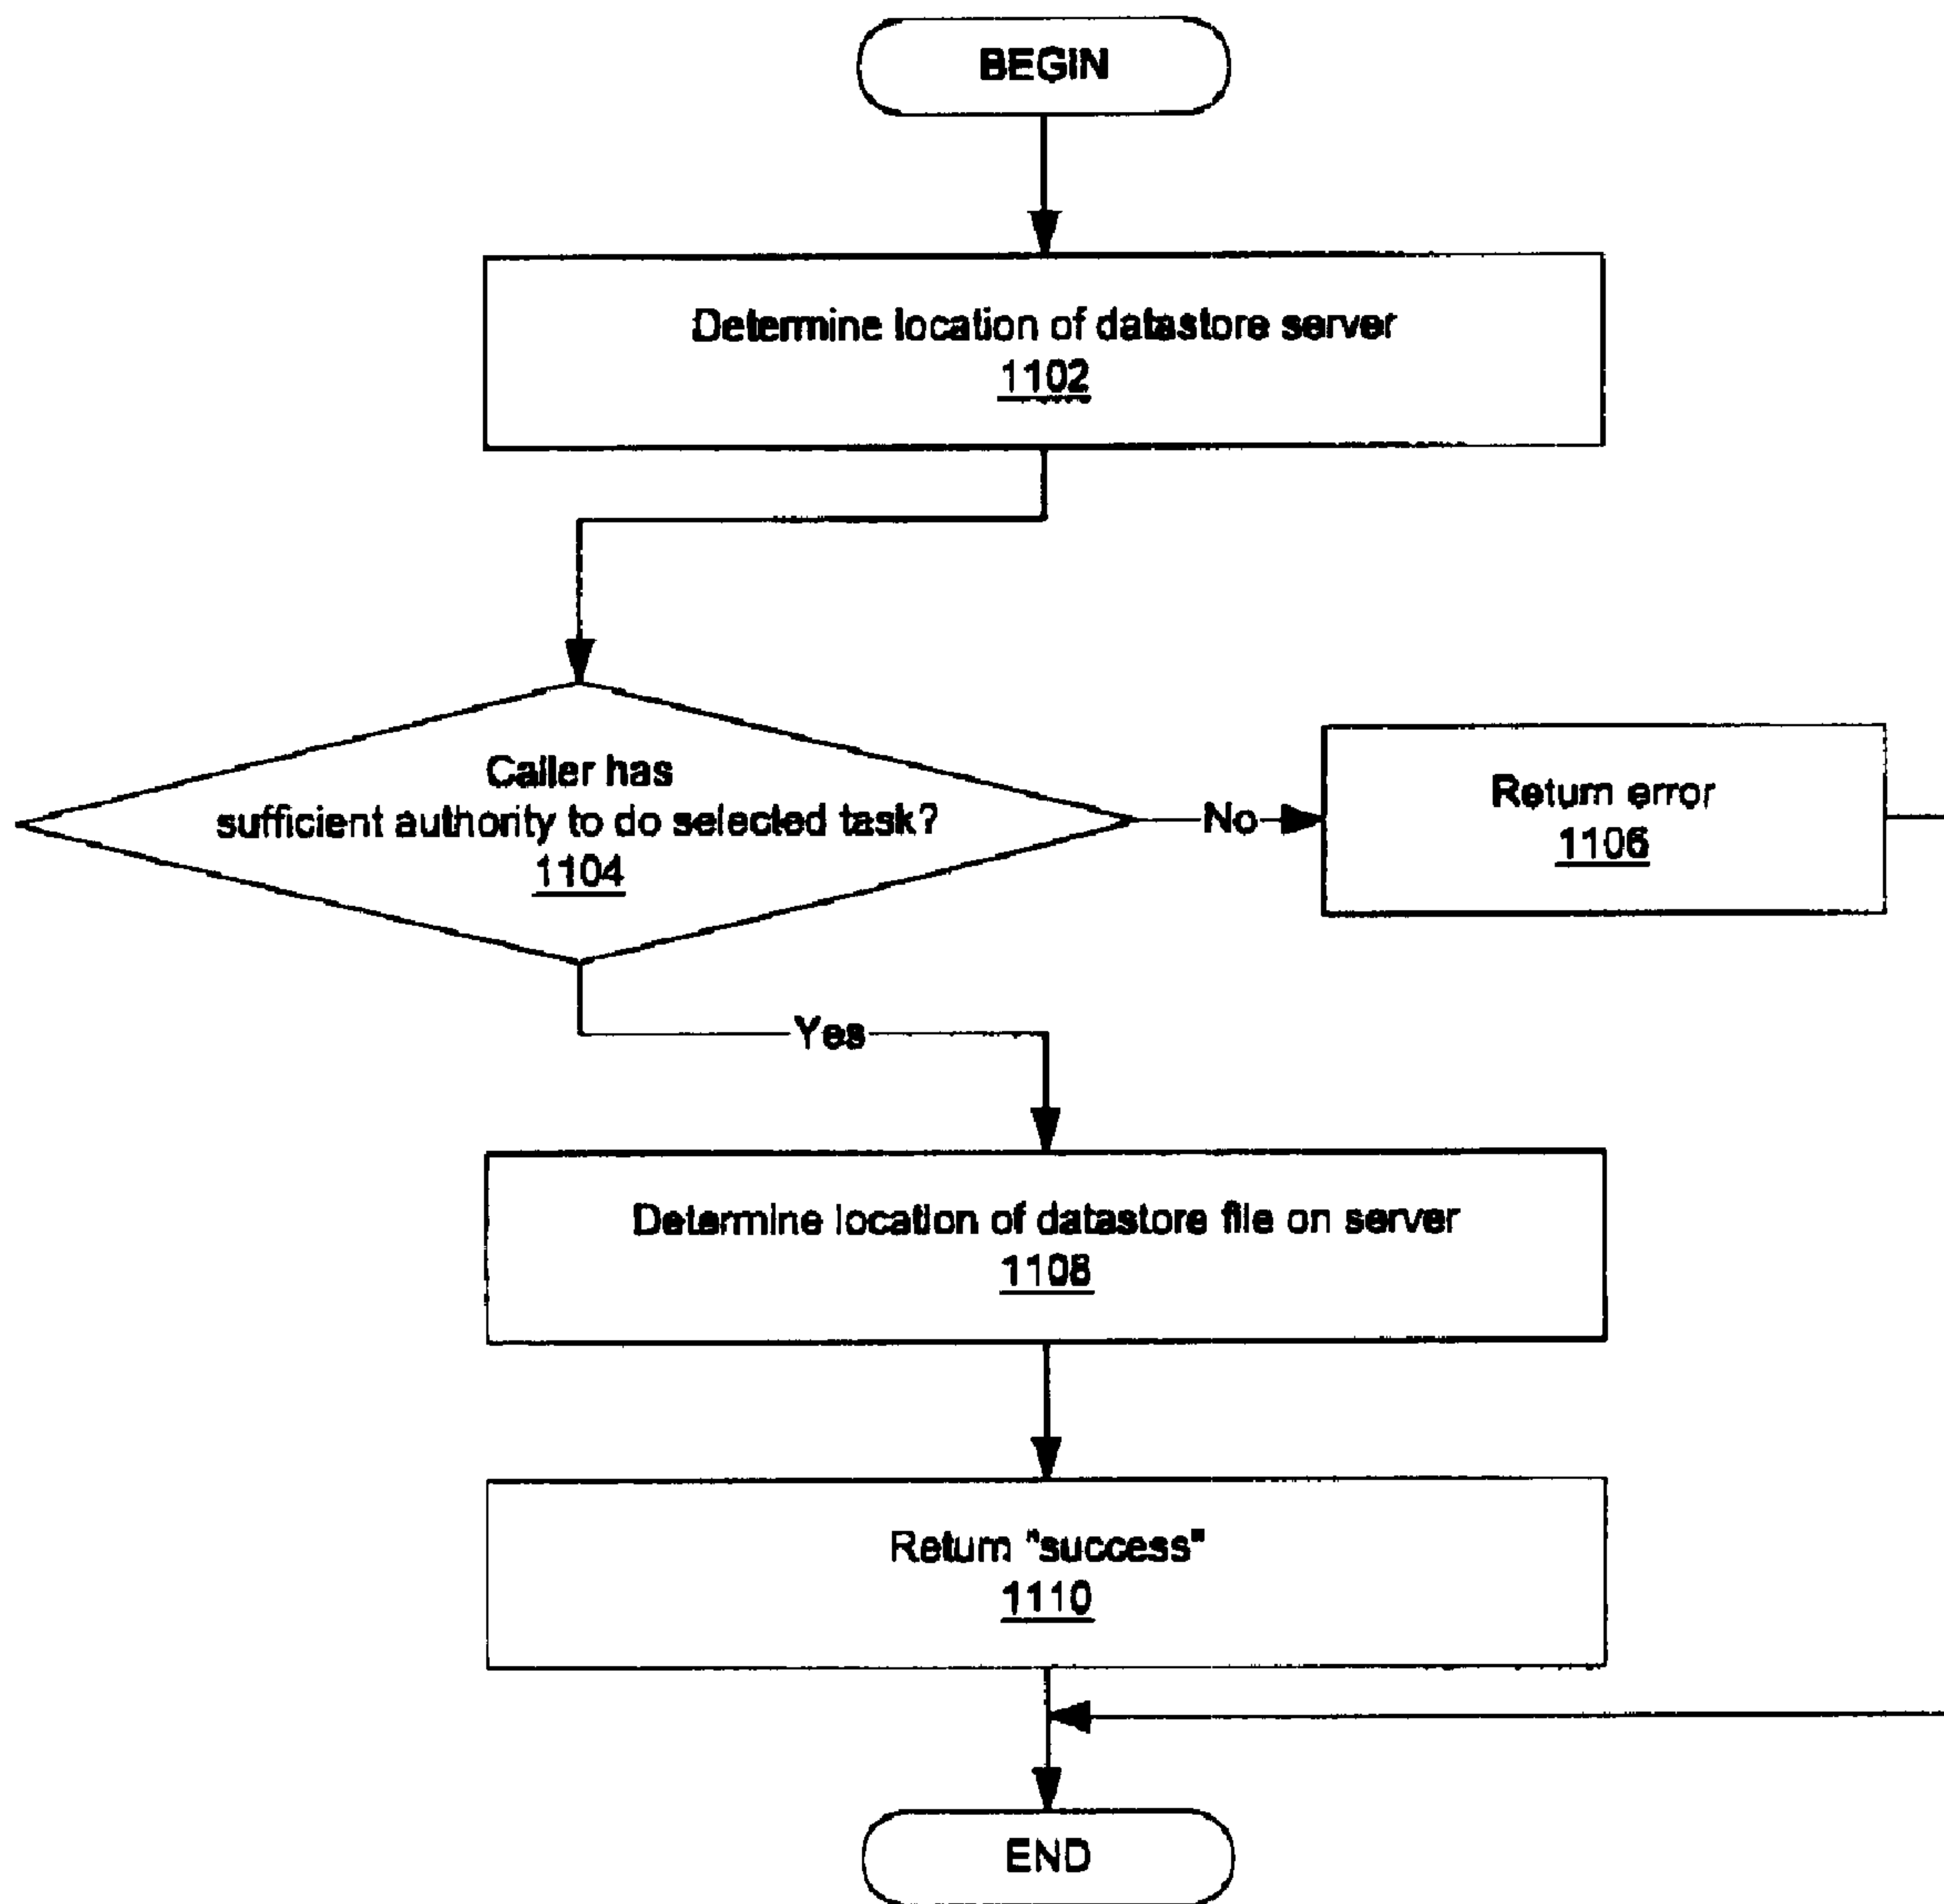 BEGIN
Determine location of datastore server
1102
Caller has
sufficient authority to do selected task?
1104
No
Return error
1106
Yes
Determine location of datastore file on server
1108
Return "success"
1110
END